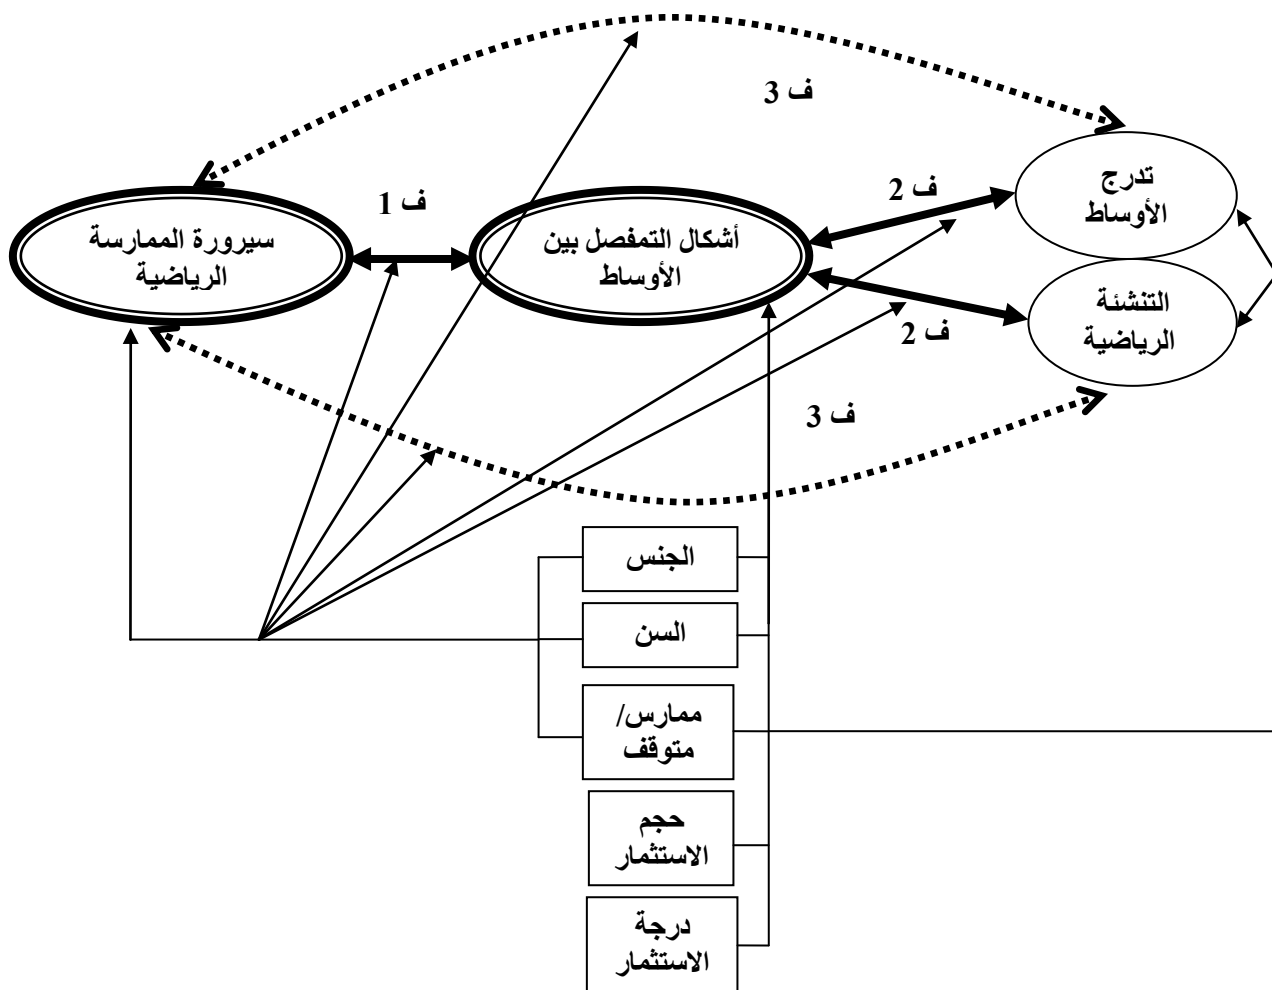 ف 3
تدرج
الأوساط
ف 2
ف 1
أشكال التمفصل بين
الأوساط
سيرورة الممارسة
الرياضية
التنشئة
الرياضية
ف 2
ف 3
الجنس
السن
ممارس/
متوقف
حجم
الاستثمار
درجة
الاستثمار